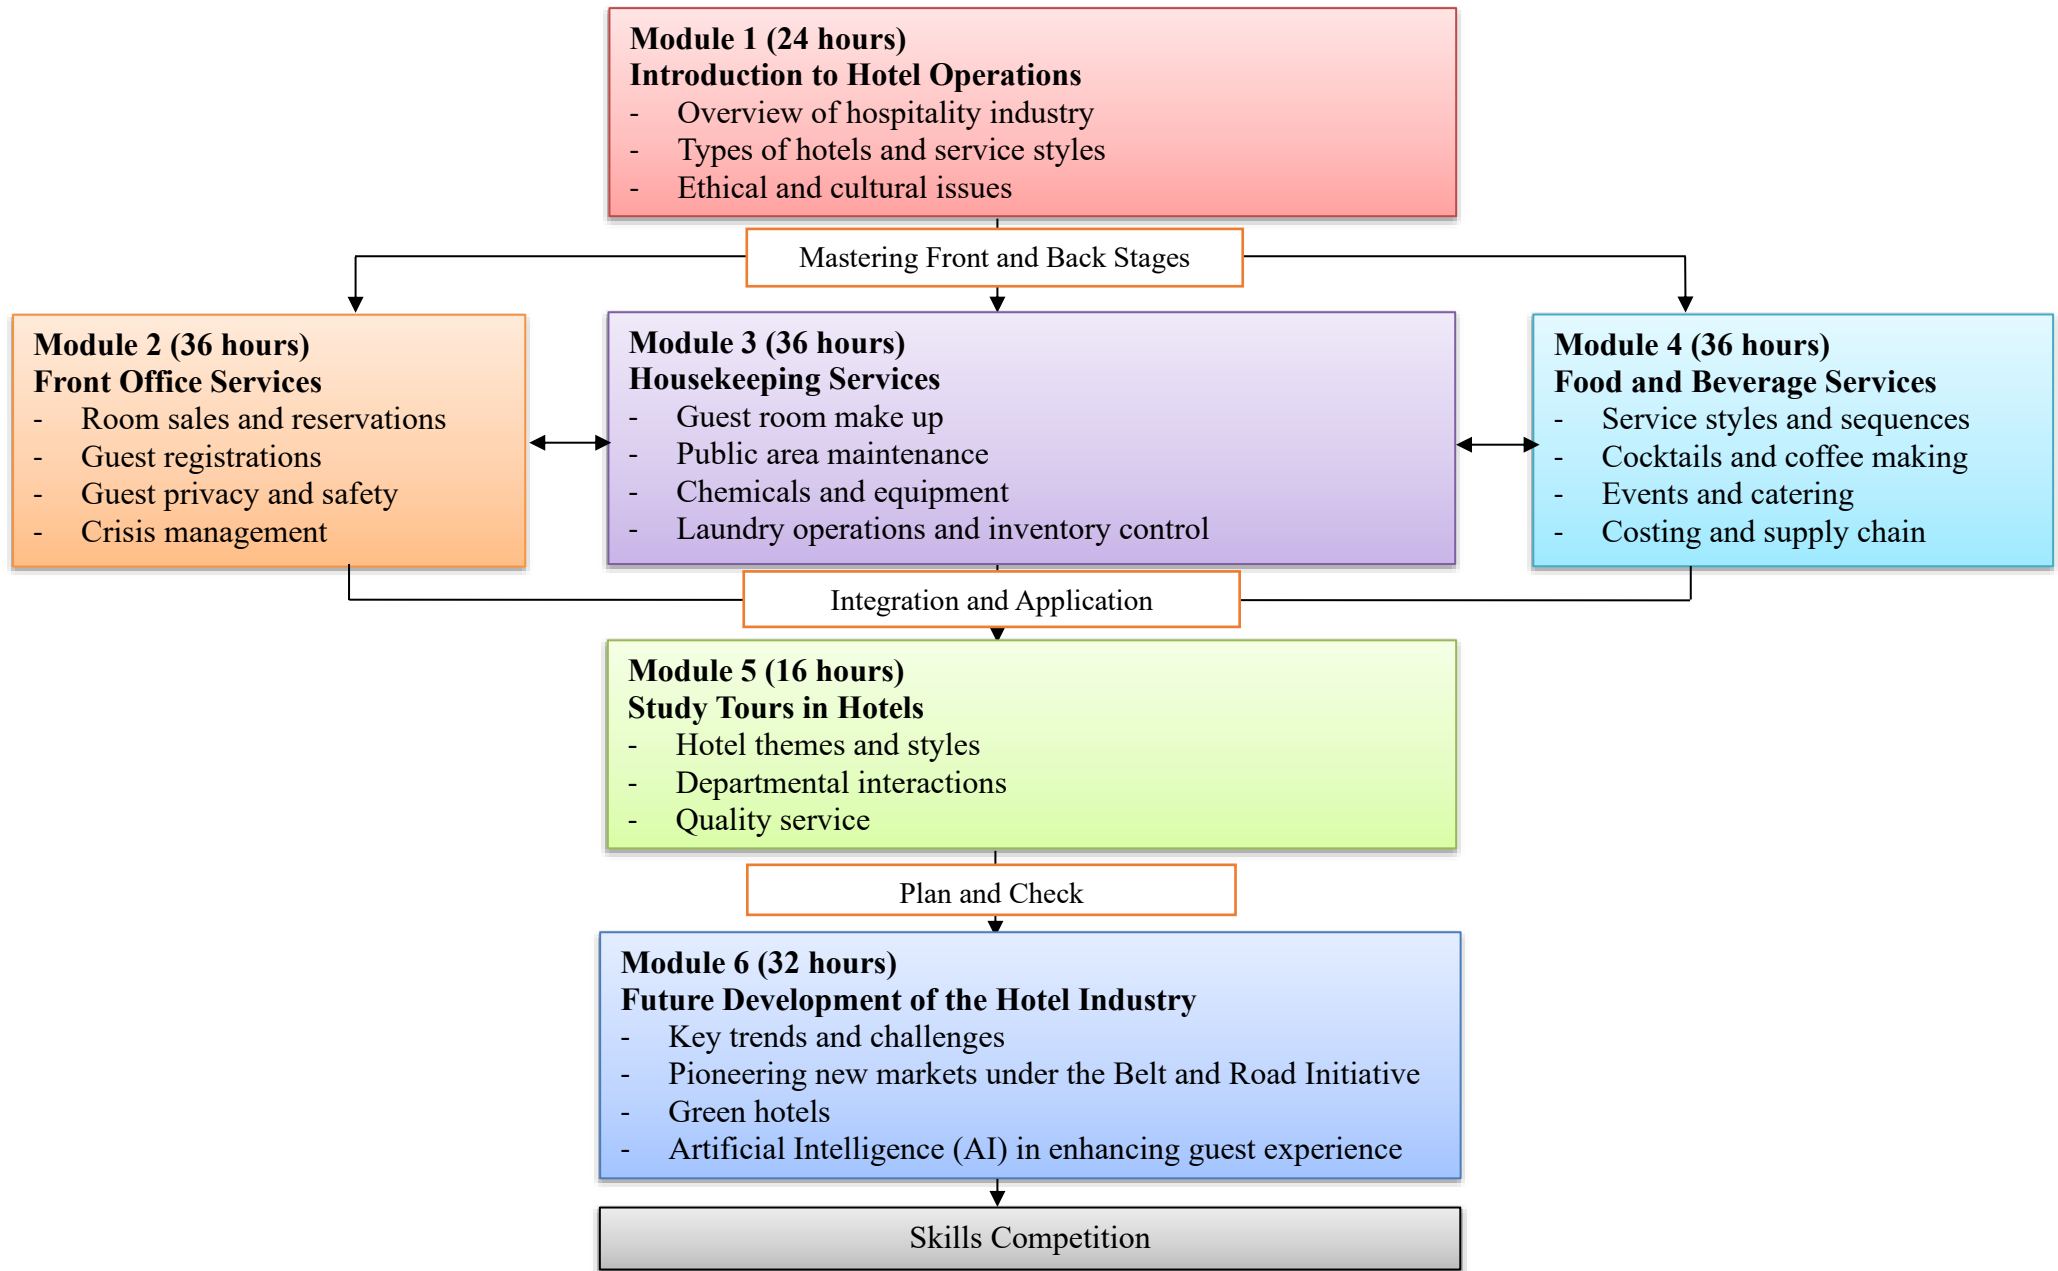 Module 1 (24 hours)
Introduction to Hotel Operations
- Overview of hospitality industry
- Types of hotels and service styles
- Ethical and cultural issues
Mastering Front and Back Stages
Module 2 (36 hours)
Front Office Services
- Room sales and reservations
- Guest registrations
- Guest privacy and safety
- Crisis management
Module 3 (36 hours)
Housekeeping Services
- Guest room make up
- Public area maintenance
- Chemicals and equipment
- Laundry operations and inventory control
Module 4 (36 hours)
Food and Beverage Services
- Service styles and sequences
- Cocktails and coffee making
- Events and catering
- Costing and supply chain
Integration and Application
Module 5 (16 hours)
Study Tours in Hotels
- Hotel themes and styles
- Departmental interactions
- Quality service
Plan and Check
Module 6 (32 hours)
Future Development of the Hotel Industry
- Key trends and challenges
- Pioneering new markets under the Belt and Road Initiative
- Green hotels
- Artificial Intelligence (AI) in enhancing guest experience
Skills Competition